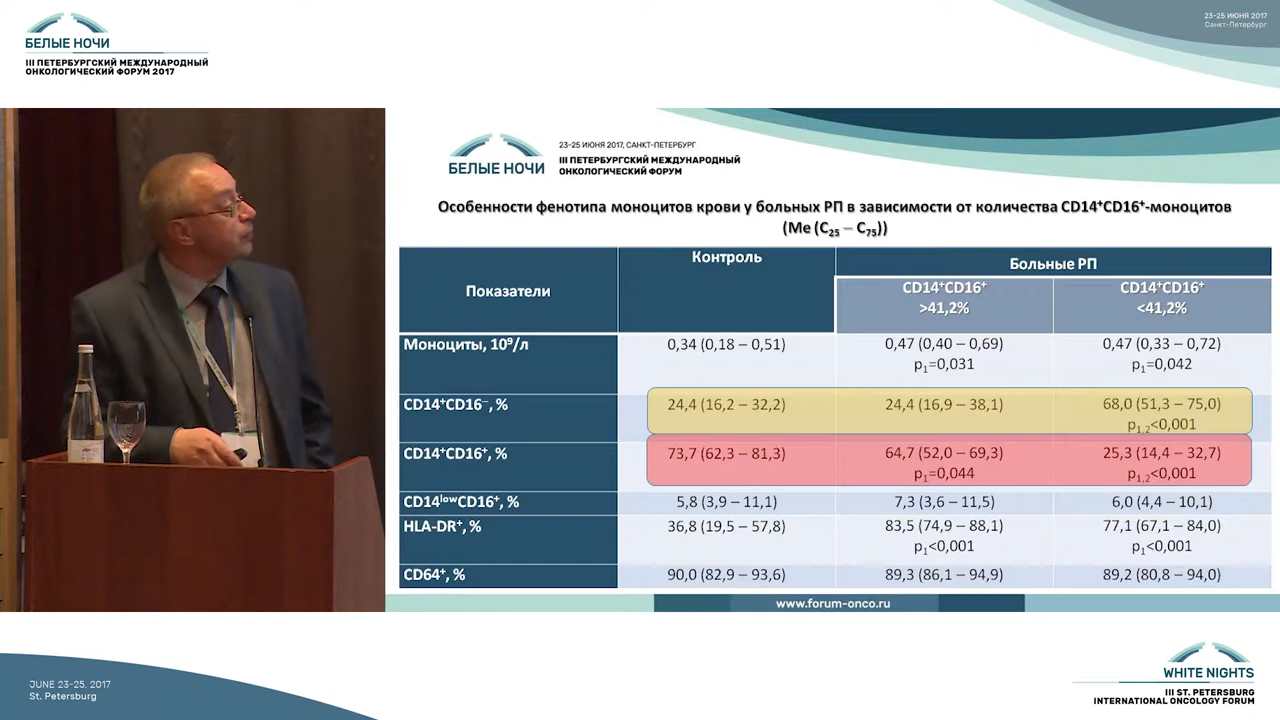 БЕЛЫЕ НОЧИ
III ПЕТЕРБУРГСКИЙ МЕЖДУНАРОДНЫЙ
ОНКОЛОГИЧЕСКИЙ ФОРУМ 2017
23-25 ИЮНЯ 2017
Санкт-Петербург
БЕЛЫЕ НОЧИ
23-25 ИЮНЯ 2017, САНКТ-ПЕТЕРБУРГ
III ПЕТЕРБУРГСКИЙ МЕЖДУНАРОДНЫЙ
ОНКОЛОГИЧЕСКИЙ ФОРУМ
Особенности фенотипа моноцитов крови у больных РП в зависимости от количества CD14⁺CD16⁺-моноцитов
(Me (C₂₅ – C₇₅))
Показатели
Контроль
Больные РП
CD14⁺CD16⁺
>41,2%
CD14⁺CD16⁺
<41,2%
Моноциты, 10⁹/л
0,34 (0,18 – 0,51)
0,47 (0,40 – 0,69)
p₁=0,031
0,47 (0,33 – 0,72)
p₁=0,042
CD14⁺CD16⁻, %
24,4 (16,2 – 32,2)
24,4 (16,9 – 38,1)
68,0 (51,3 – 75,0)
p₁,₂<0,001
CD14⁺CD16⁺, %
73,7 (62,3 – 81,3)
64,7 (52,0 – 69,3)
p₁=0,044
25,3 (14,4 – 32,7)
p₁,₂<0,001
CD14ˡᵒʷCD16⁺, %
5,8 (3,9 – 11,1)
7,3 (3,6 – 11,5)
6,0 (4,4 – 10,1)
HLA-DR⁺, %
36,8 (19,5 – 57,8)
83,5 (74,9 – 88,1)
p₁<0,001
77,1 (67,1 – 84,0)
p₁<0,001
CD64⁺, %
90,0 (82,9 – 93,6)
89,3 (86,1 – 94,9)
89,2 (80,8 – 94,0)
www.forum-onco.ru
JUNE 23-25, 2017
St. Petersburg
WHITE NIGHTS
III ST. PETERSBURG
INTERNATIONAL ONCOLOGY FORUM